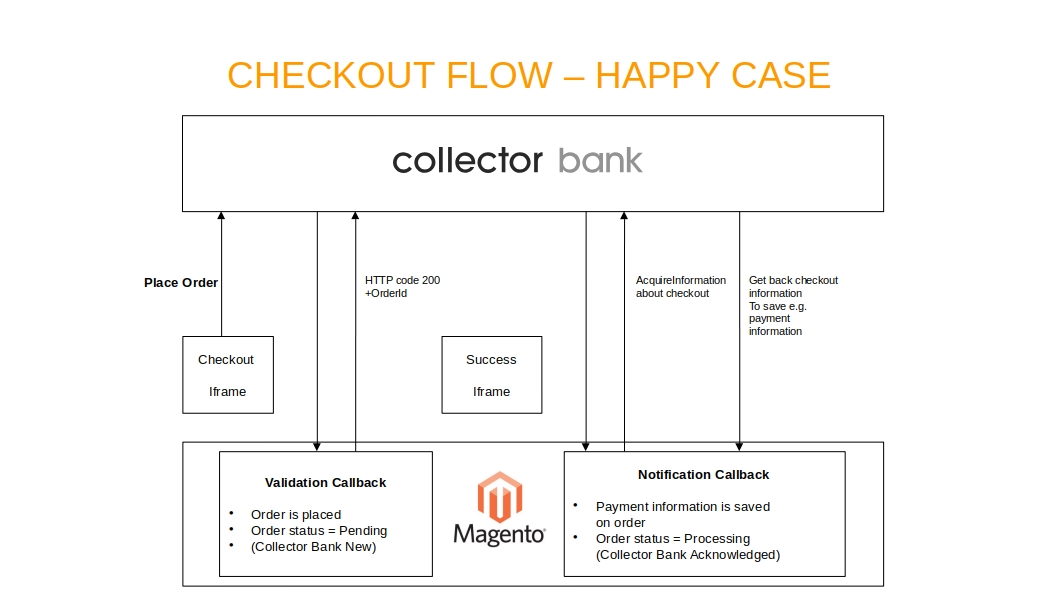 CHECKOUT FLOW – HAPPY CASE
collector bank
Place Order
HTTP code 200
+OrderId
AcquireInformation
about checkout
Get back checkout
information
To save e.g.
payment
information
Checkout
Iframe
Success
Iframe
Validation Callback
• Order is placed
• Order status = Pending
• (Collector Bank New)
Magento
Notification Callback
• Payment information is saved
on order
• Order status = Processing
(Collector Bank Acknowledged)